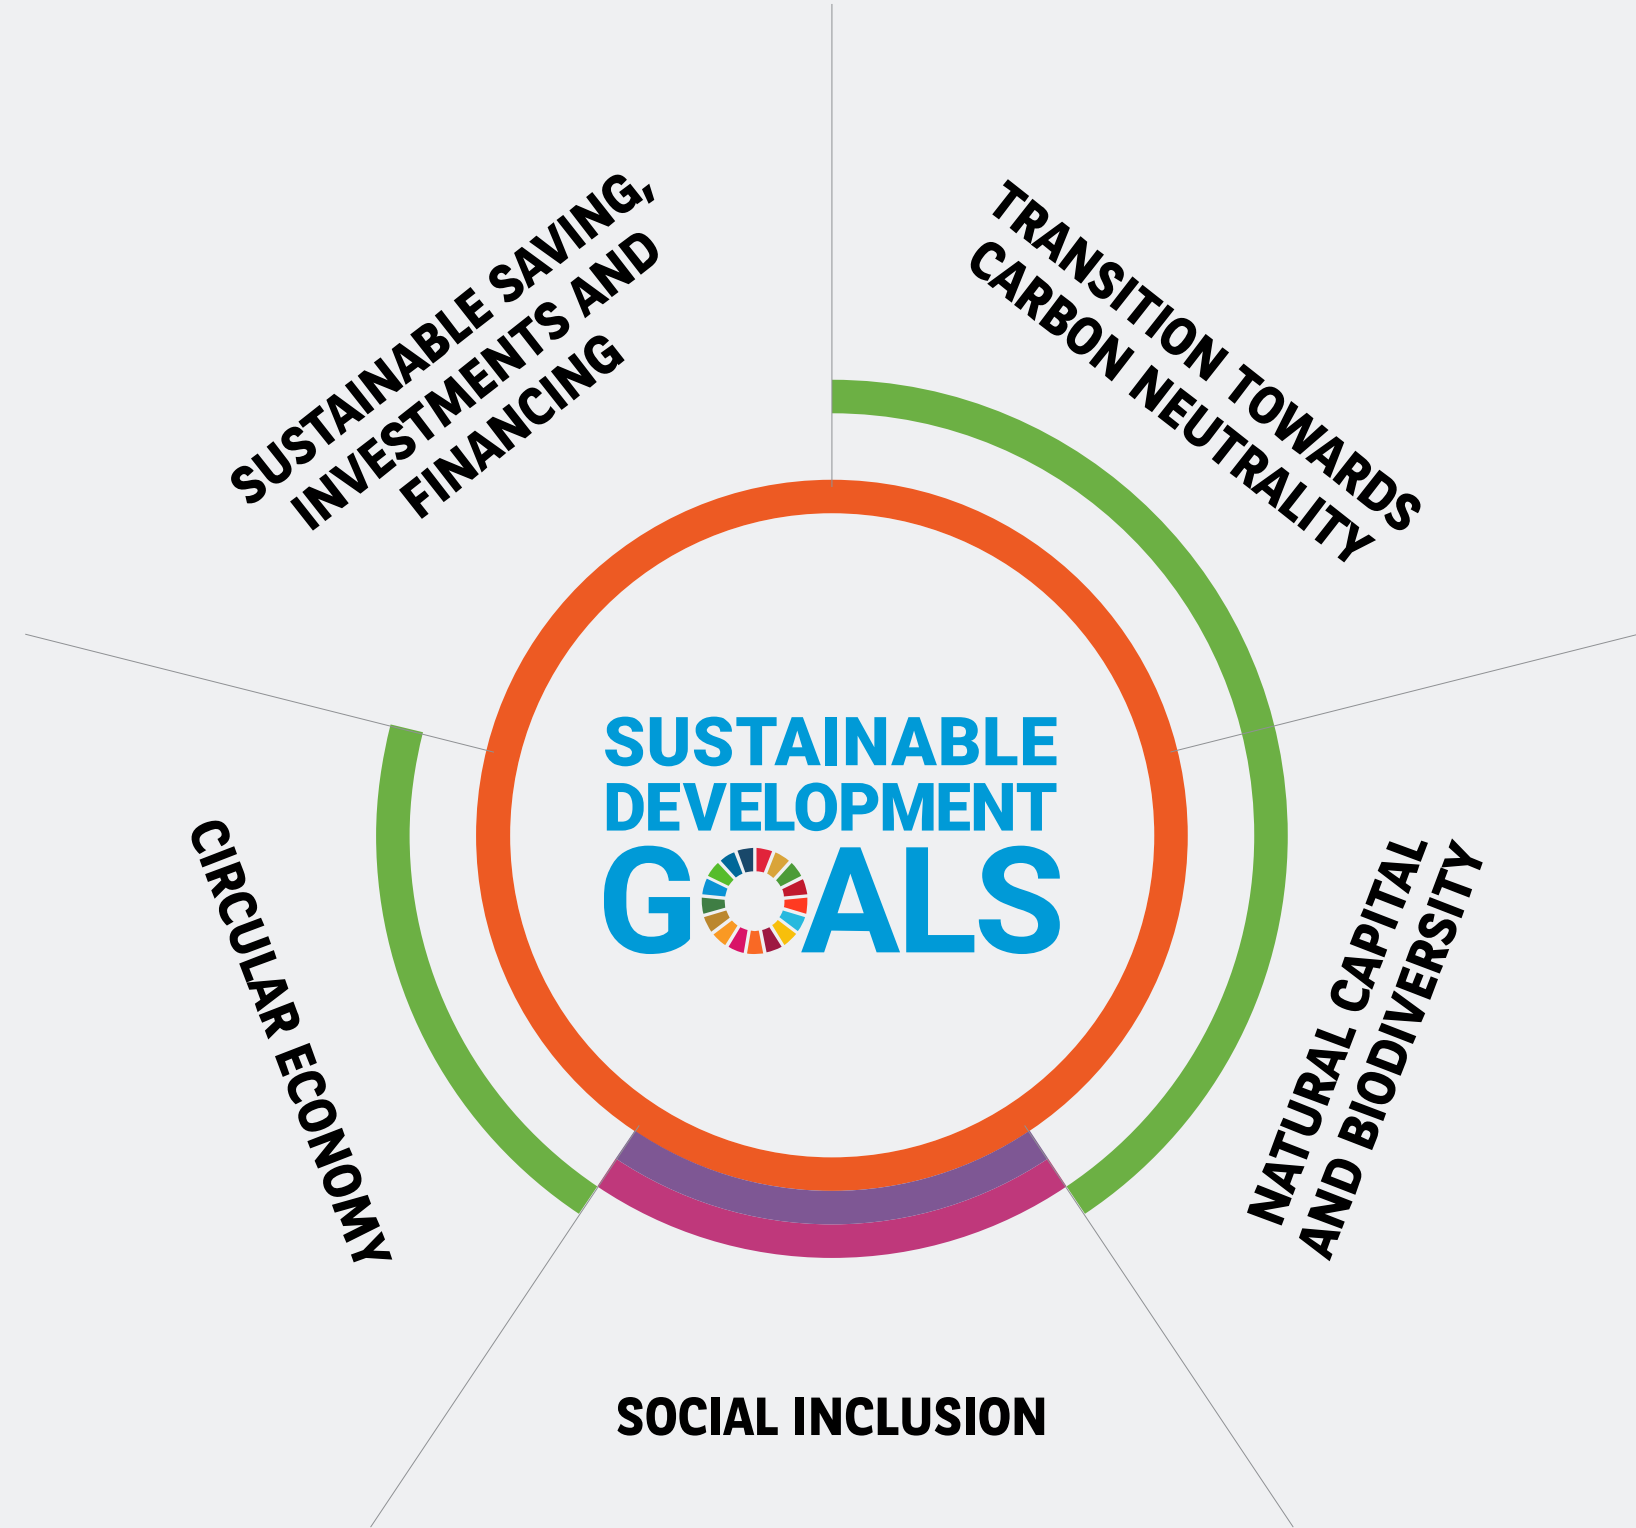 SUSTAINABLE SAVING,
INVESTMENTS AND
FINANCING
TRANSITION TOWARDS
CARBON NEUTRALITY
SUSTAINABLE
DEVELOPMENT
GOALS
CIRCULAR ECONOMY
NATURAL CAPITAL
AND BIODIVERSITY
SOCIAL INCLUSION